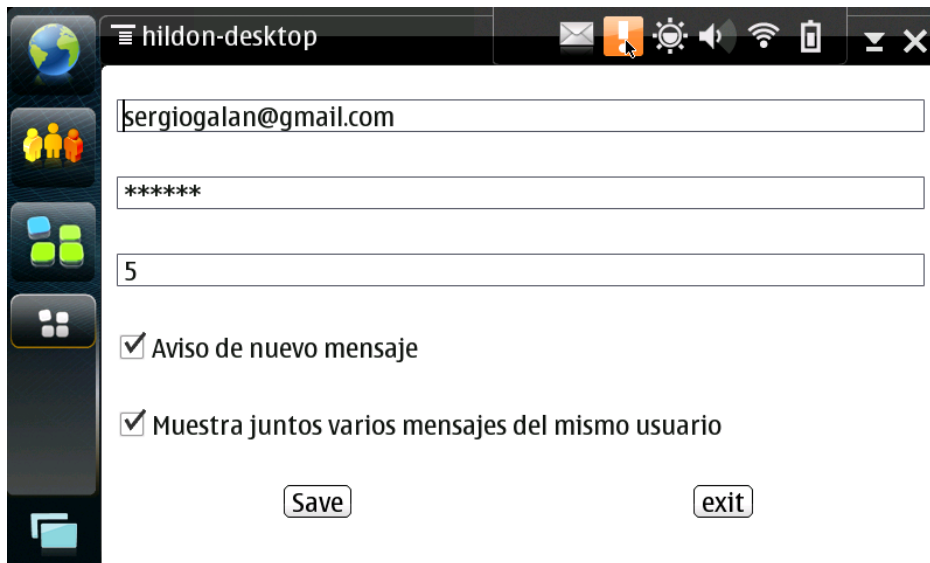 hildon-desktop
sergiogalan@gmail.com
******
5
Aviso de nuevo mensaje
Muestra juntos varios mensajes del mismo usuario
Save exit